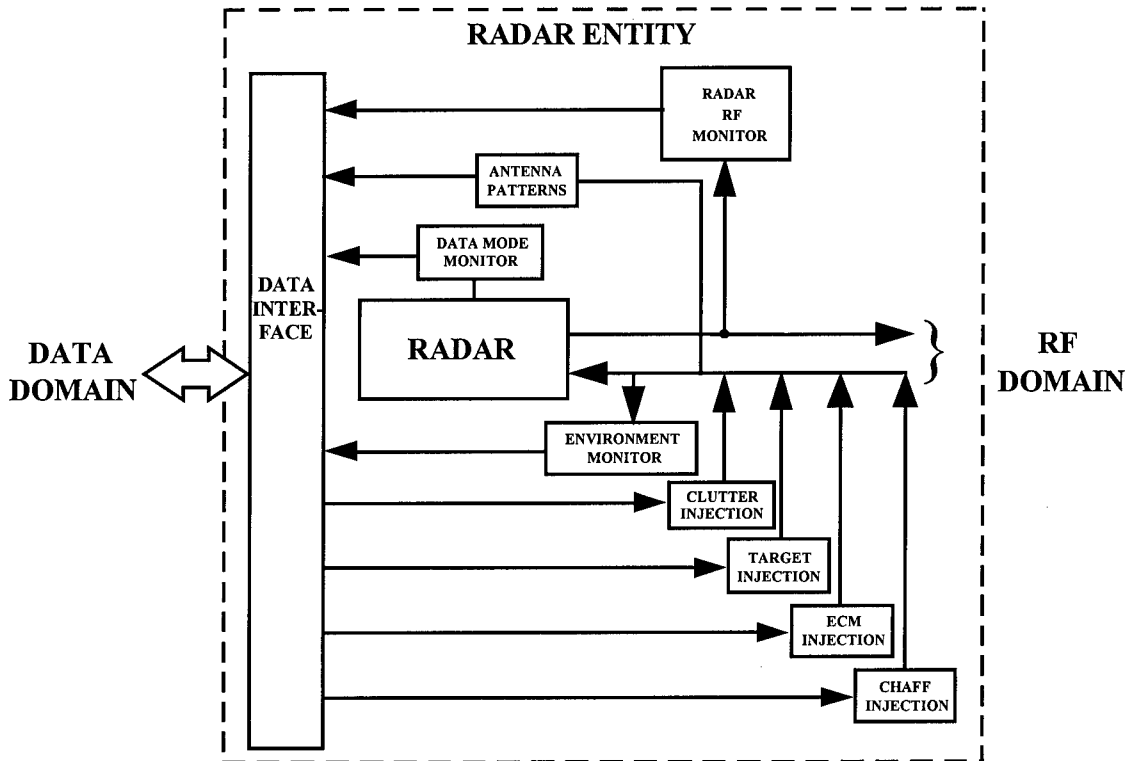 RADAR ENTITY
RADAR
RF
MONITOR
ANTENNA
PATTERNS
DATA MODE
MONITOR
DATA
INTER-
FACE
RADAR
DATA
DOMAIN
RF
DOMAIN
ENVIRONMENT
MONITOR
CLUTTER
INJECTION
TARGET
INJECTION
ECM
INJECTION
CHAFF
INJECTION